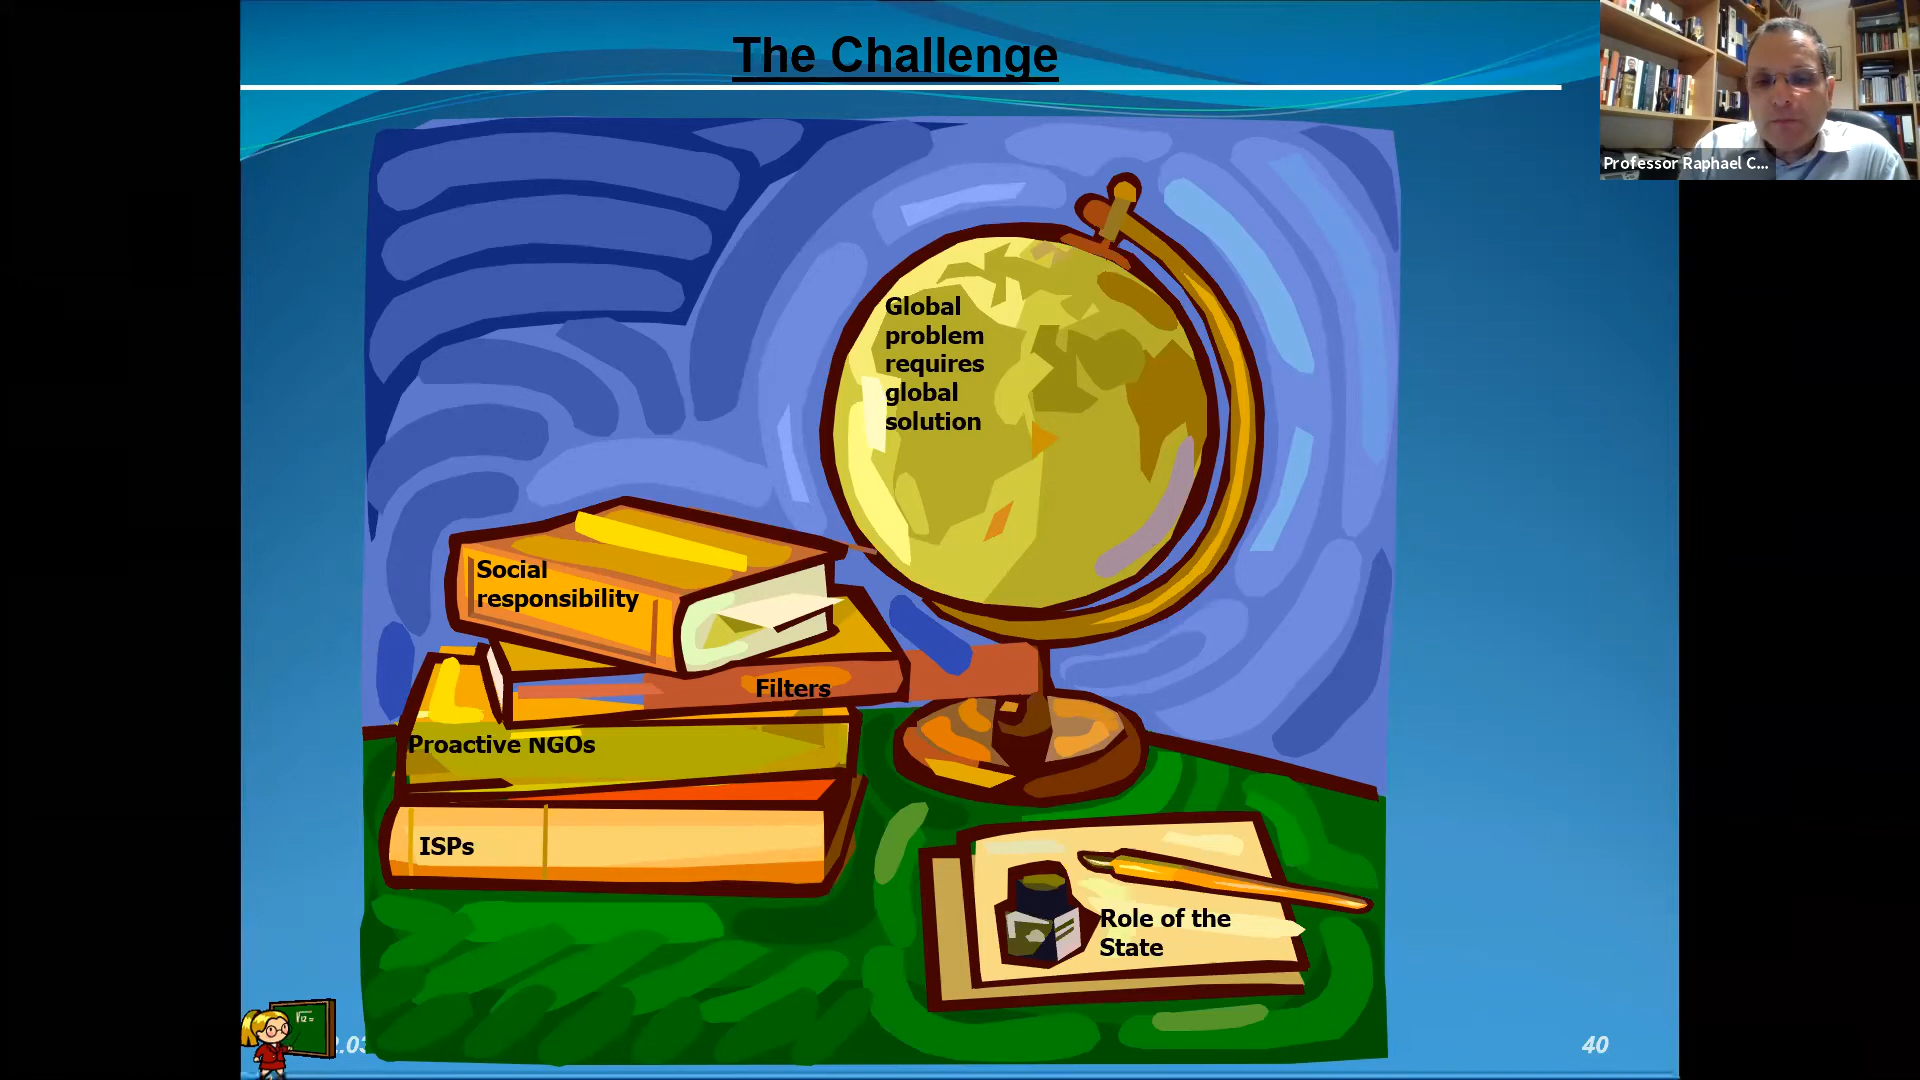 The Challenge
Professor Raphael C...
Global
problem
requires
global
solution
Social
responsibility
Filters
Proactive NGOs
ISPs
Role of the
State
40